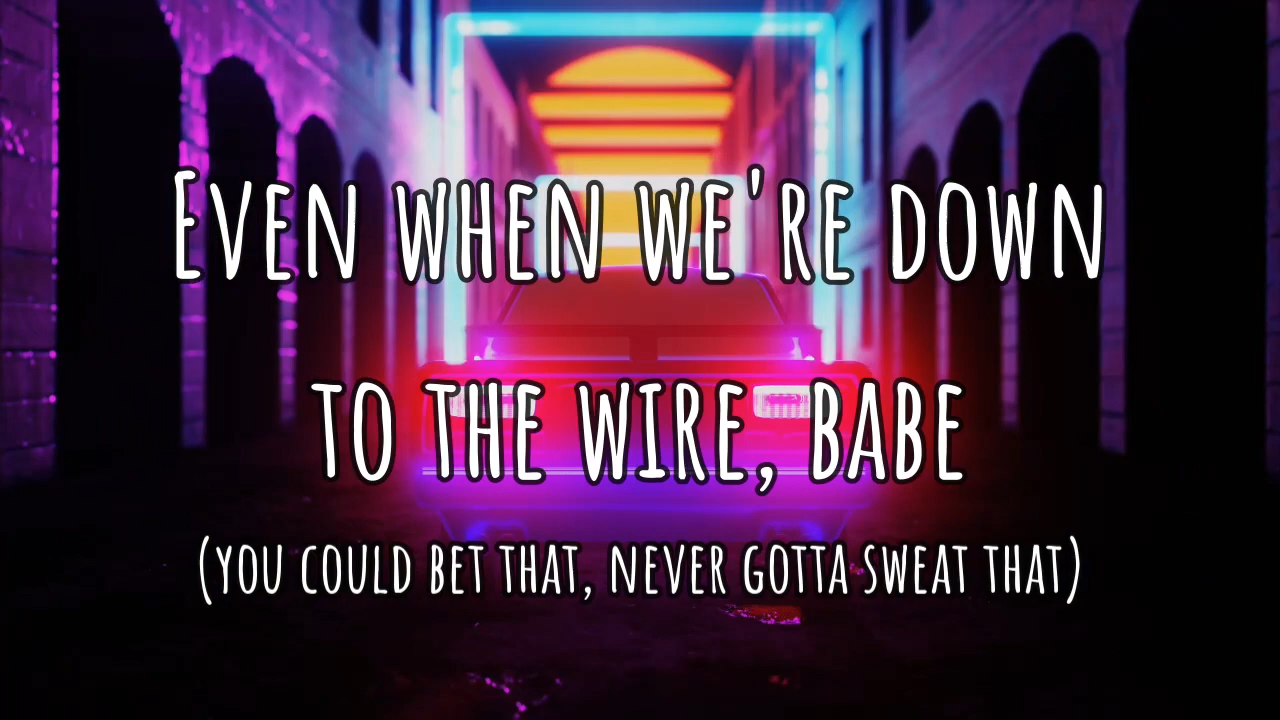 Even when we're down
to the wire, babe
(you could bet that, never gotta sweat that)